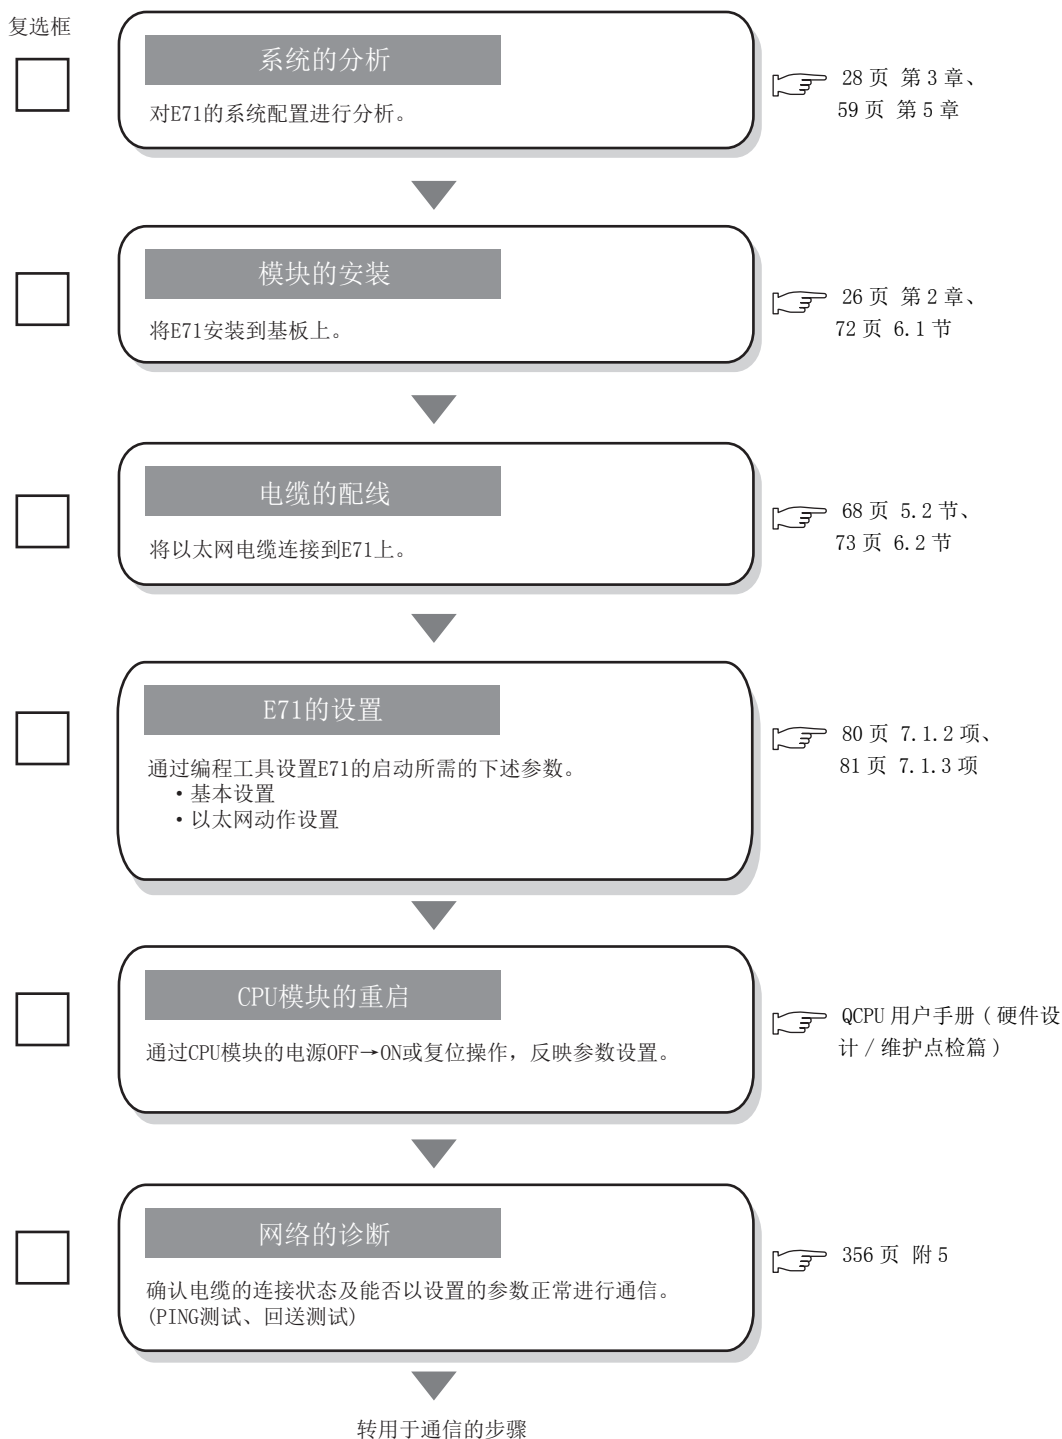 复选框
系统的分析
对E71的系统配置进行分析。
28 页 第 3 章、
59 页 第 5 章
模块的安装
将E71安装到基板上。
26 页 第 2 章、
72 页 6.1 节
电缆的配线
将以太网电缆连接到E71上。
68 页 5.2 节、
73 页 6.2 节
E71的设置
通过编程工具设置E71的启动所需的下述参数。
•基本设置
•以太网动作设置
80 页 7.1.2 项、
81 页 7.1.3 项
CPU模块的重启
通过CPU模块的电源OFF→ON或复位操作，反映参数设置。
QCPU 用户手册 ( 硬件设
计 / 维护点检篇 )
网络的诊断
确认电缆的连接状态及能否以设置的参数正常进行通信。
(PING测试、回送测试)
356 页 附 5
转用于通信的步骤